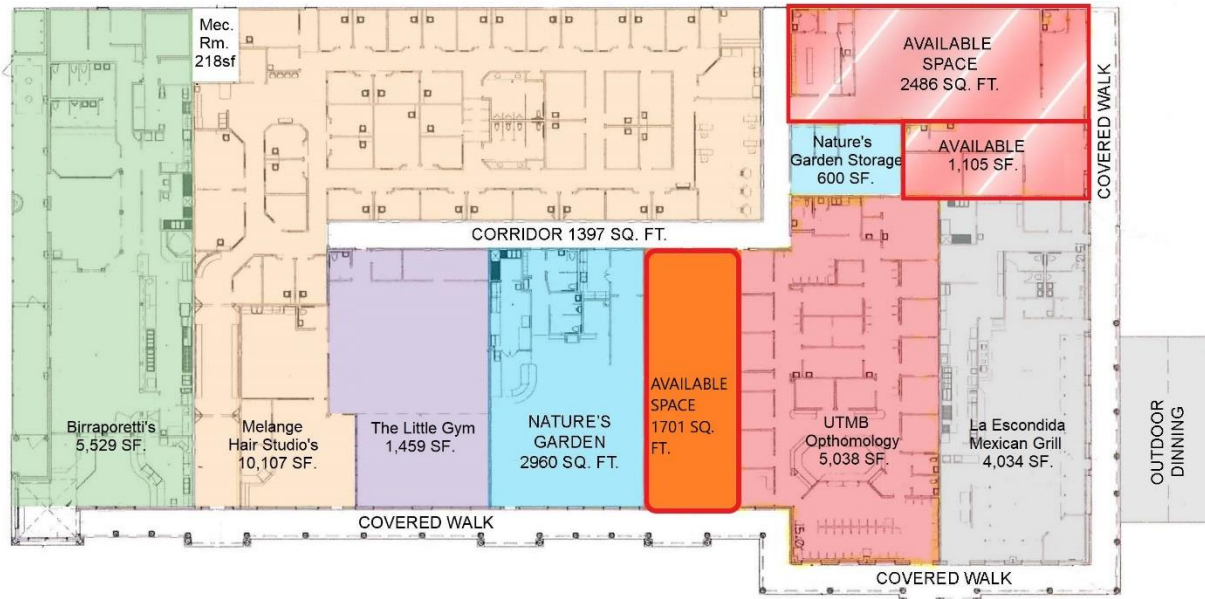 Mec.
Rm.
218sf
AVAILABLE
SPACE
2486 SQ. FT.
COVERED WALK
Nature's
Garden Storage
600 SF.
AVAILABLE
1,105 SF.
CORRIDOR 1397 SQ. FT.
Birraporetti's
5,529 SF.
Melange
Hair Studio's
10,107 SF.
The Little Gym
1,459 SF.
NATURE'S
GARDEN
2960 SQ. FT.
AVAILABLE
SPACE
1701 SQ.
FT.
UTMB
Opthomology
5,038 SF.
La Escondida
Mexican Grill
4,034 SF.
OUTDOOR
DINNING
COVERED WALK
COVERED WALK